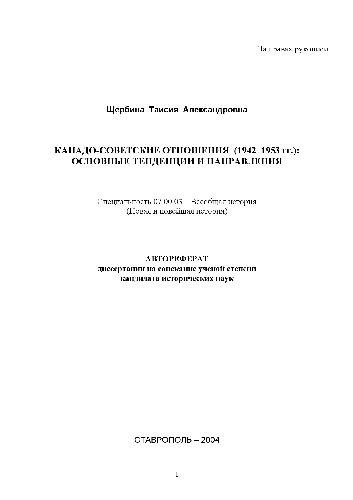 На правах рукописи
Щербина Таисия Александровна
КАНАДО-СОВЕТСКИЕ ОТНОШЕНИЯ (1942–1953 гг.):
ОСНОВНЫЕ ТЕНДЕНЦИИ И НАПРАВЛЕНИЯ
Специальность 07.00.03 – Всеобщая история
(Новая и новейшая история)
АВТОРЕФЕРАТ
диссертации на соискание ученой степени
кандидата исторических наук
СТАВРОПОЛЬ – 2004
1